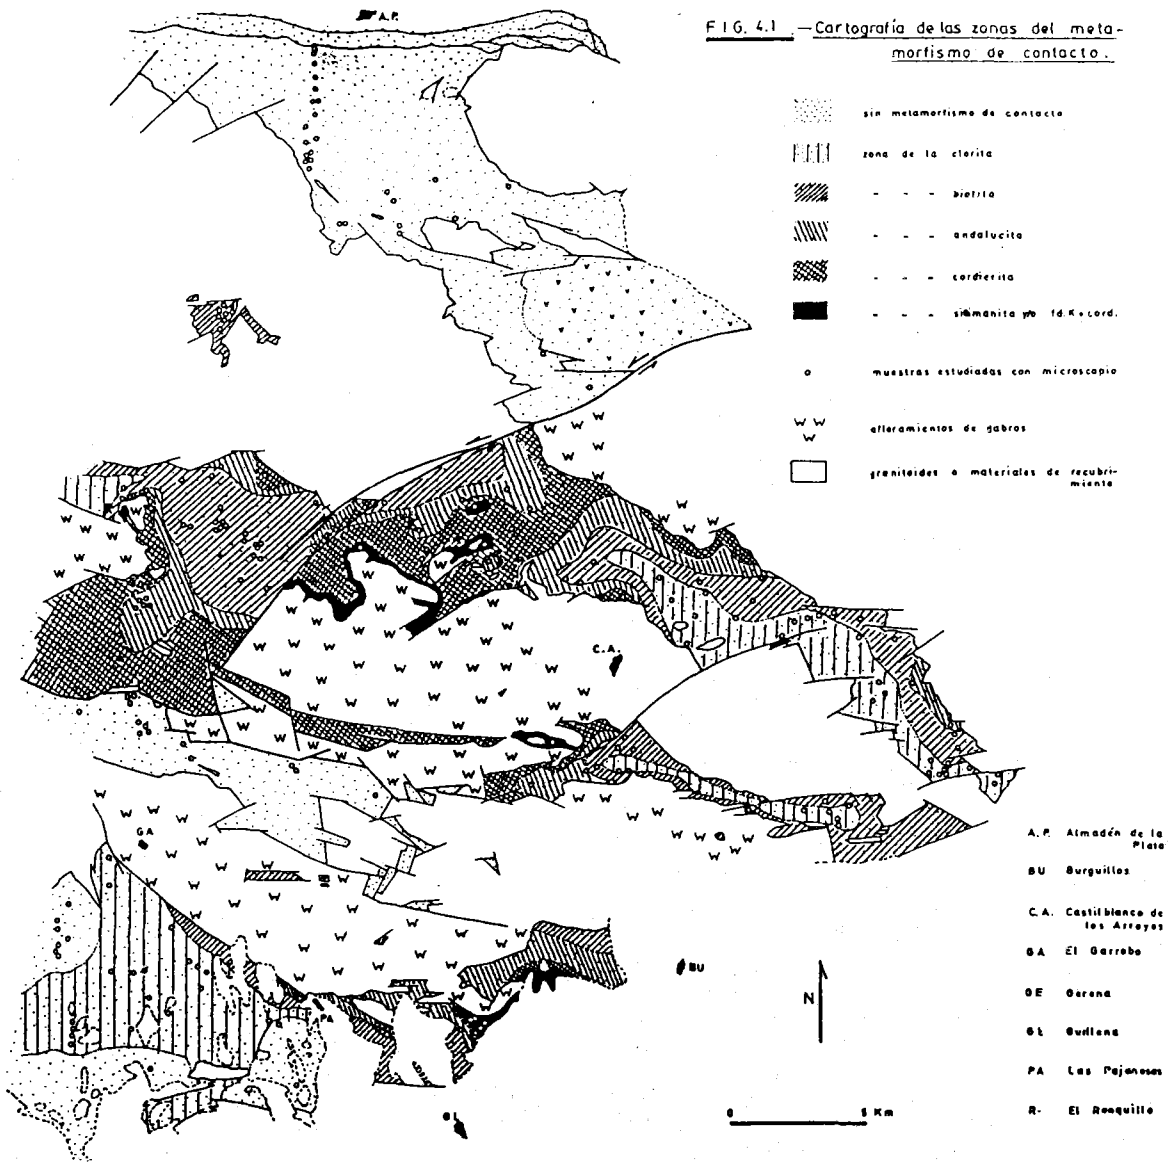 FIG. 4.1 .— Cartografía de las zonas del meta-
morfismo de contacto.
sin metamorfismo de contacto
zona de la clorita
- - - biotita
- - - andalucita
- - - cordierita
- - - sillimanita y/o fd.K + cord.
muestras estudiadas con microscopio
afloramientos de gabros
granitoides o materiales de recubri-
miento
A.P.
C.A.
GA
PA
BU
GL
N
0 5 Km
A.P. Almadén de la
Plata
BU Burguillos
C.A. Castilblanco de
los Arroyos
GA El Garrobo
GE Gerena
GL Guillena
PA Las Pajanosas
R- El Ronquillo